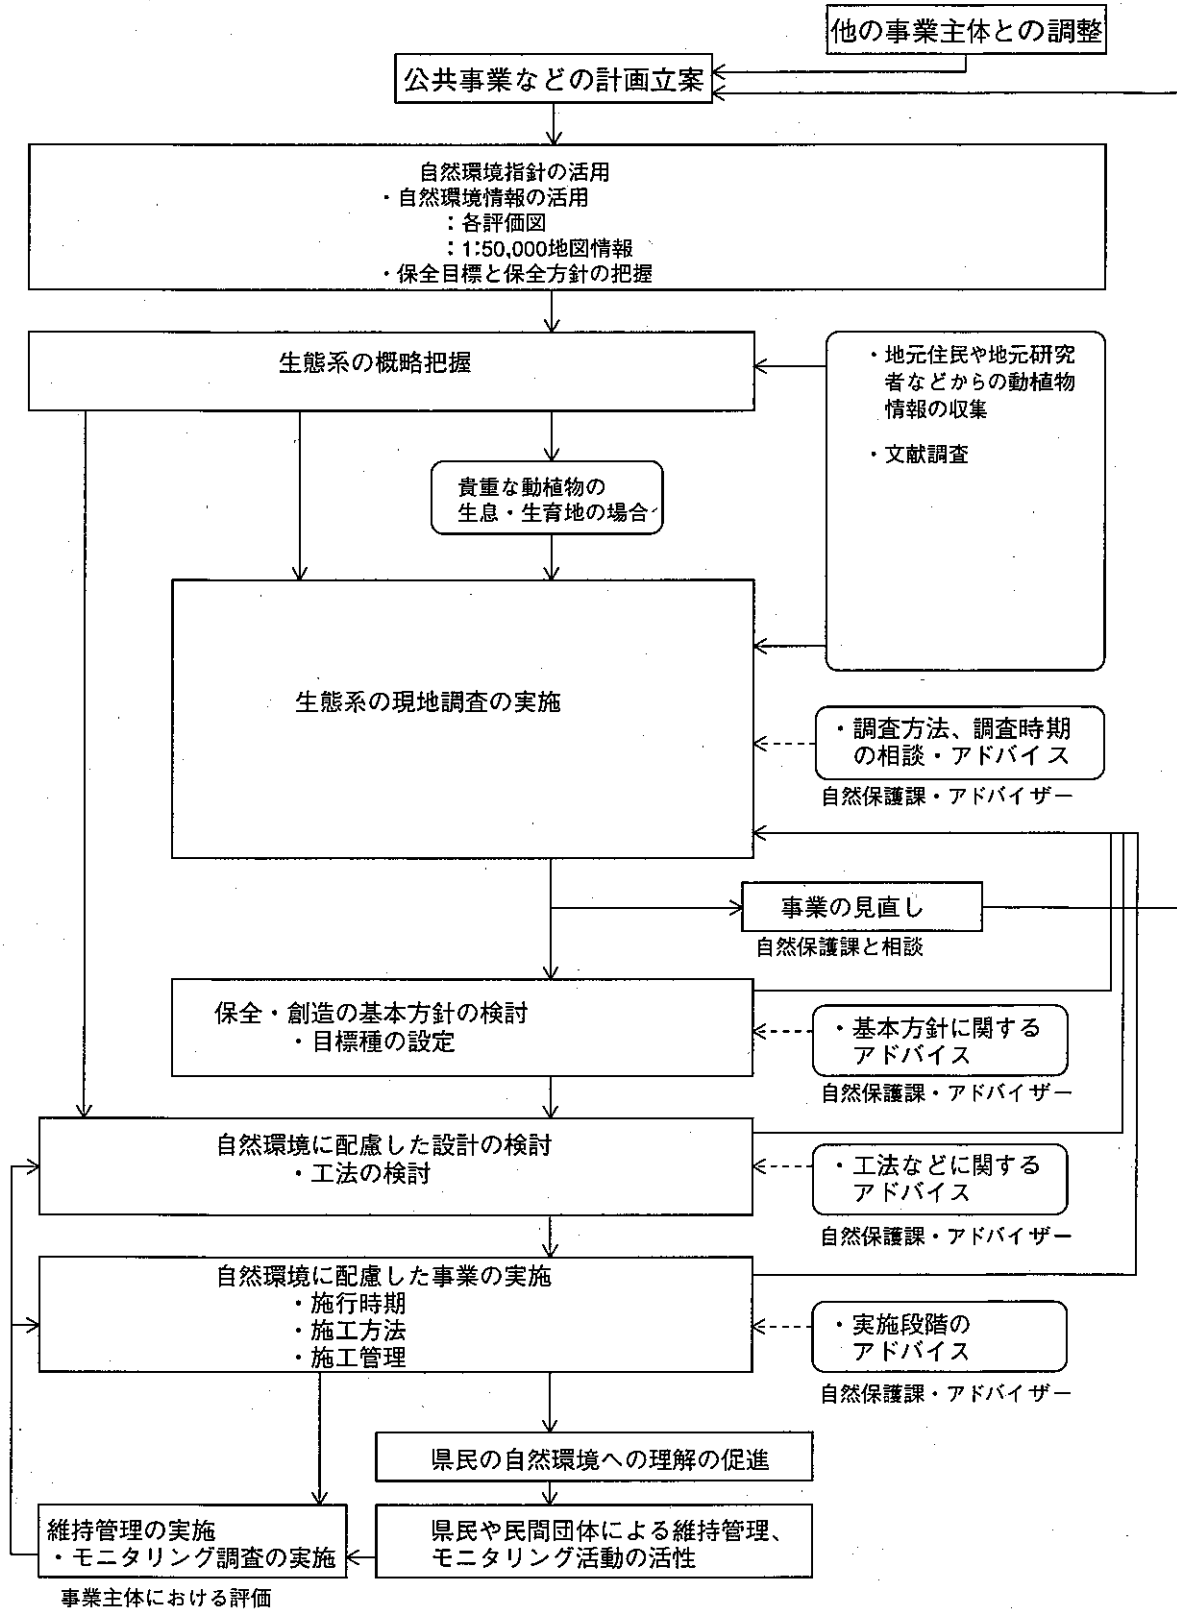 他の事業主体との調整
公共事業などの計画立案
自然環境指針の活用
・自然環境情報の活用
：各評価図
：1:50,000地図情報
・保全目標と保全方針の把握
生態系の概略把握
・地元住民や地元研究
者などからの動植物
情報の収集
・文献調査
貴重な動植物の
生息・生育地の場合
生態系の現地調査の実施
・調査方法、調査時期
の相談・アドバイス
自然保護課・アドバイザー
事業の見直し
自然保護課と相談
保全・創造の基本方針の検討
・目標種の設定
・基本方針に関する
アドバイス
自然保護課・アドバイザー
自然環境に配慮した設計の検討
・工法の検討
・工法などに関する
アドバイス
自然保護課・アドバイザー
自然環境に配慮した事業の実施
・施行時期
・施工方法
・施工管理
・実施段階の
アドバイス
自然保護課・アドバイザー
県民の自然環境への理解の促進
維持管理の実施
・モニタリング調査の実施
県民や民間団体による維持管理、
モニタリング活動の活性
事業主体における評価